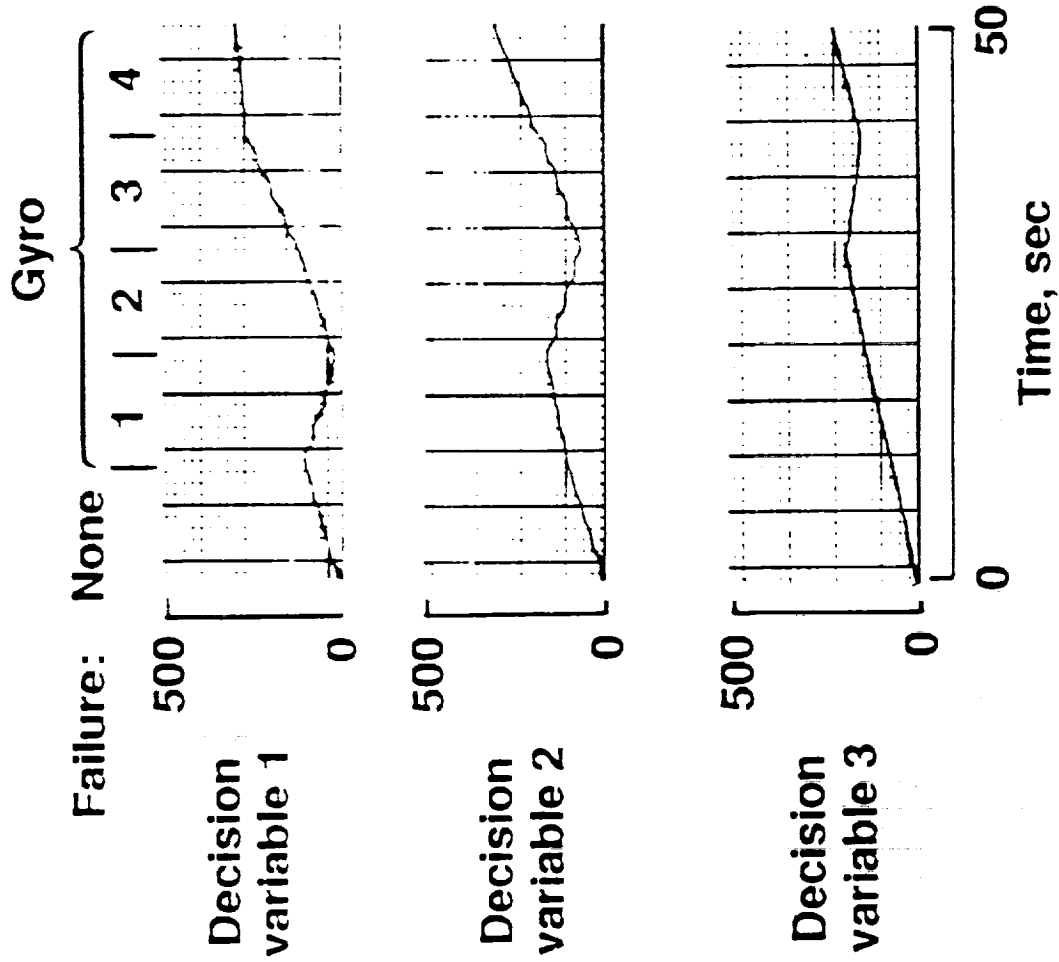 Gyro
Failure: None 1 2 3 4
Decision
variable 1
500
0
Decision
variable 2
500
0
Decision
variable 3
500
0
0 50
Time, sec